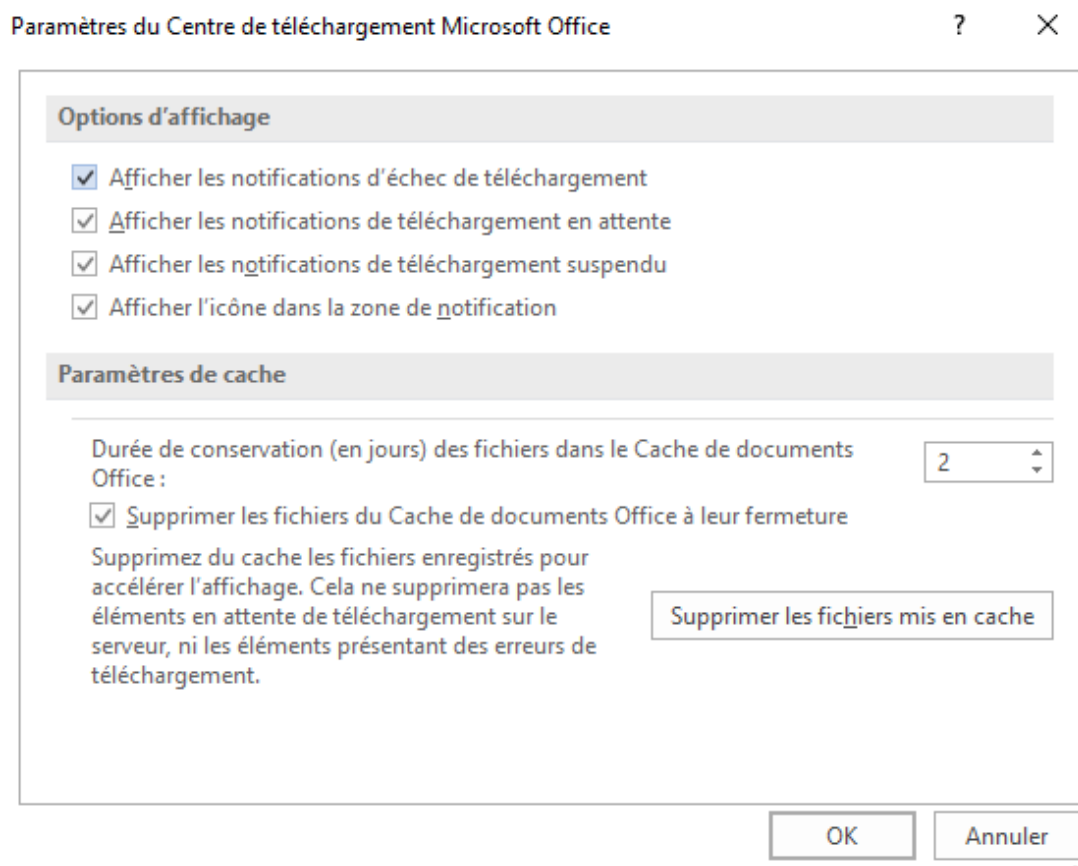 Paramètres du Centre de téléchargement Microsoft Office
?
Options d’affichage
Afficher les notifications d’échec de téléchargement
Afficher les notifications de téléchargement en attente
Afficher les notifications de téléchargement suspendu
Afficher l’icône dans la zone de notification
Paramètres de cache
Durée de conservation (en jours) des fichiers dans le Cache de documents
Office :
2
Supprimer les fichiers du Cache de documents Office à leur fermeture
Supprimez du cache les fichiers enregistrés pour
accélérer l’affichage. Cela ne supprimera pas les
éléments en attente de téléchargement sur le
serveur, ni les éléments présentant des erreurs de
téléchargement.
Supprimer les fichiers mis en cache
OK
Annuler